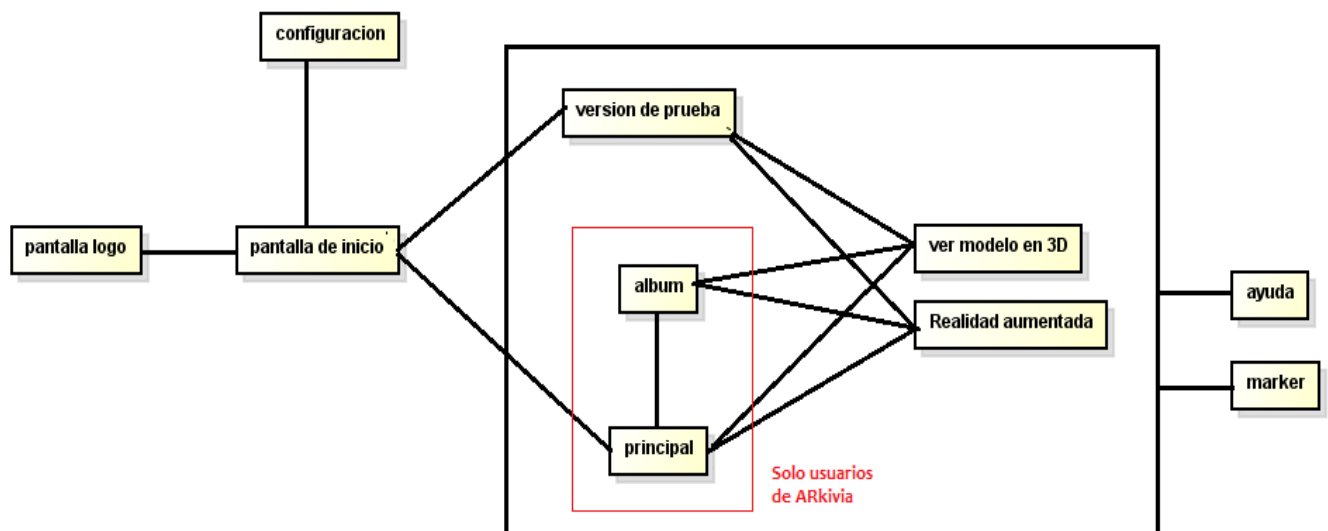 configuracion
version de prueba
pantalla logo
pantalla de inicio
ver modelo en 3D
album
ayuda
Realidad aumentada
marker
principal
Solo usuarios
de ARkivia